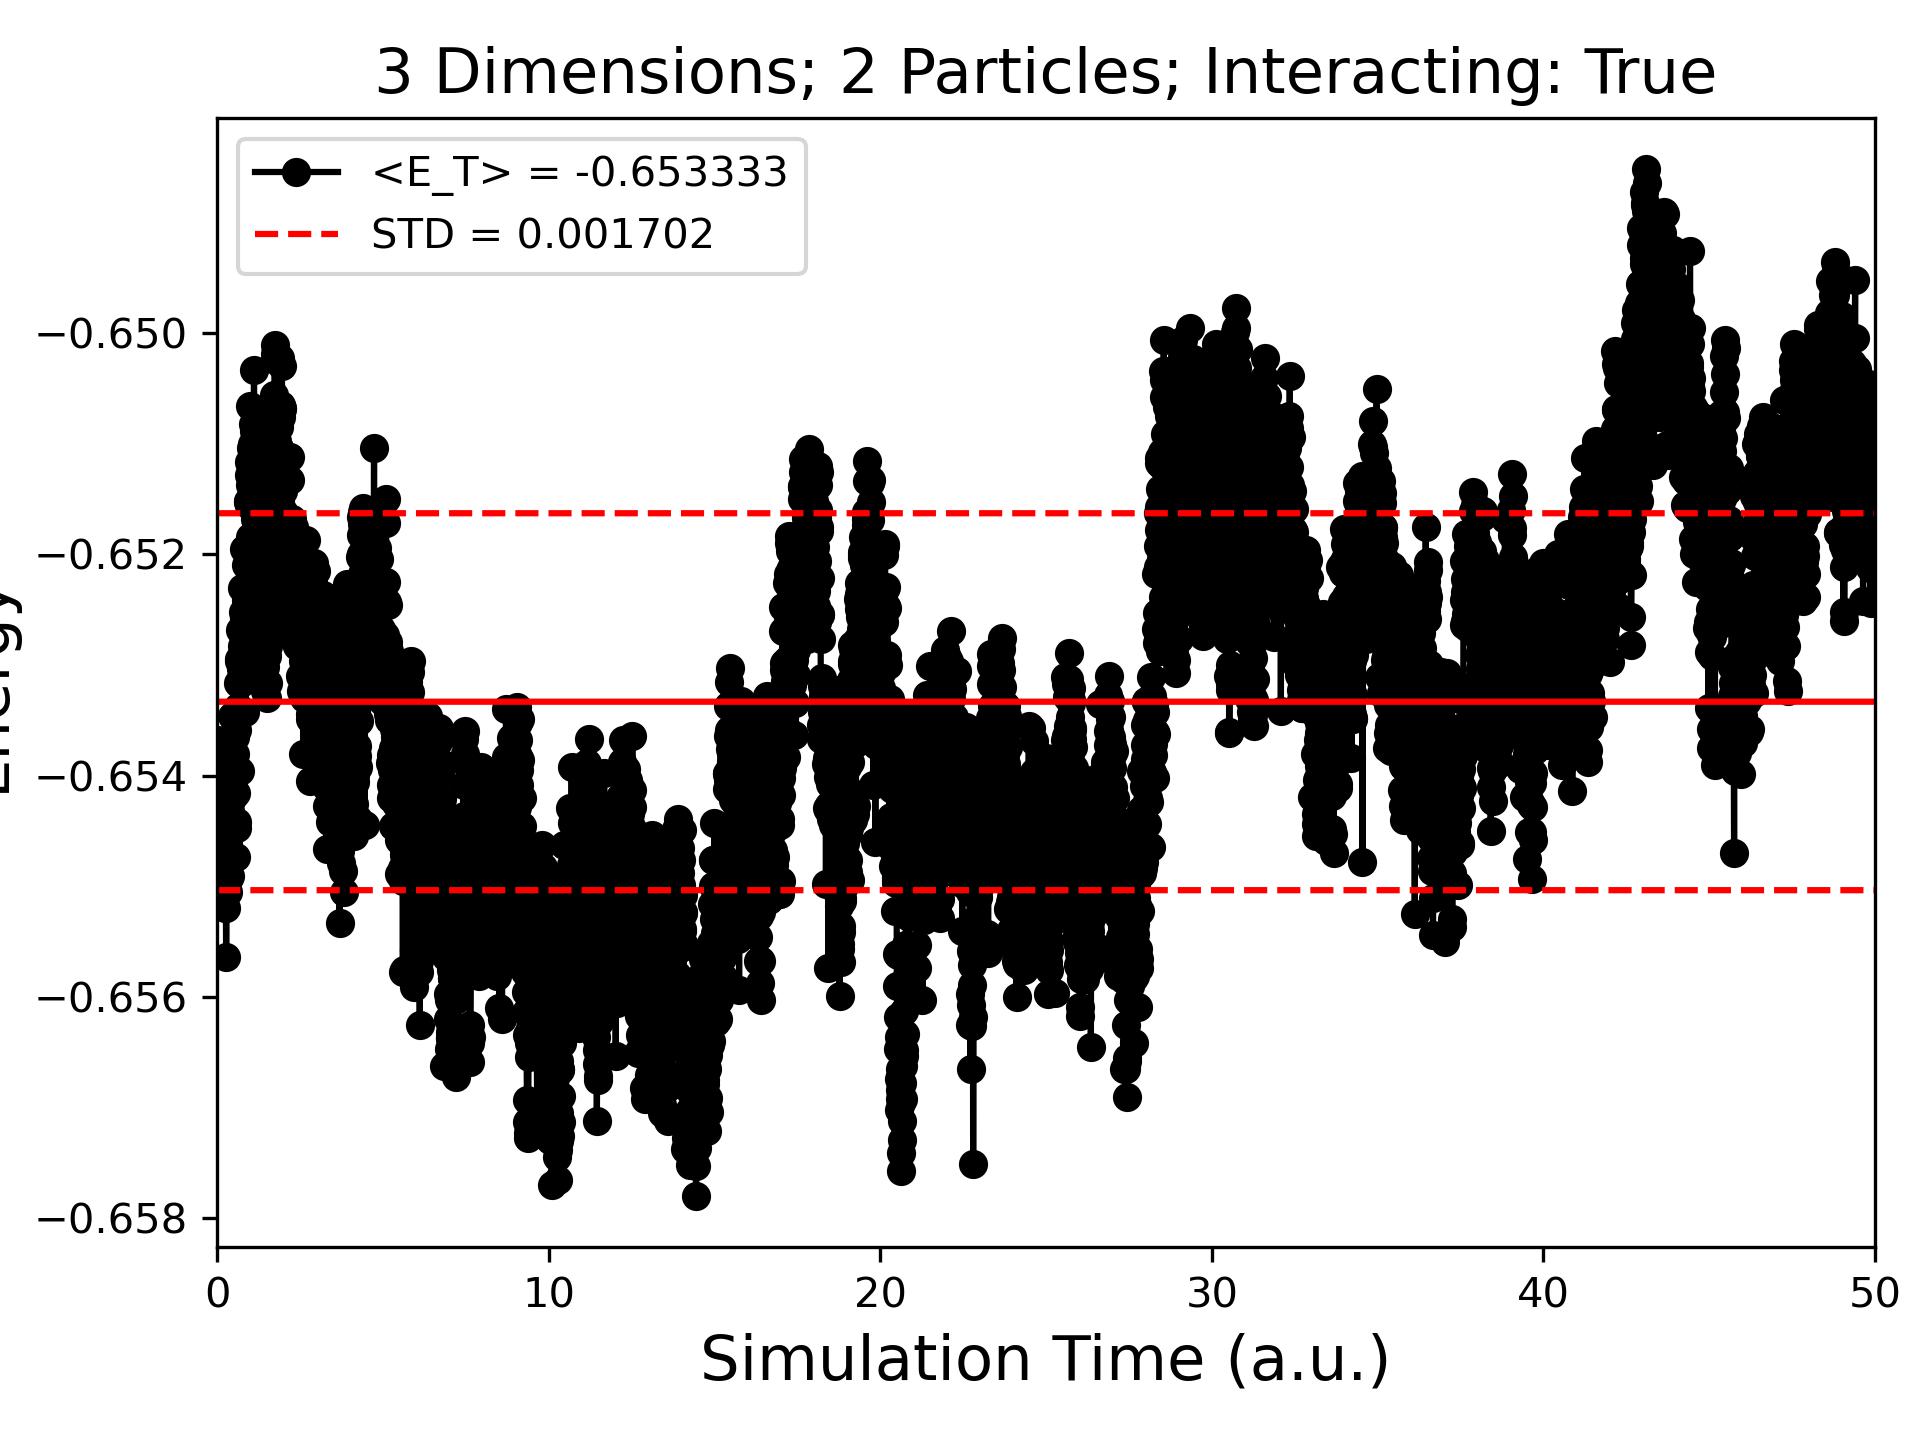 3 Dimensions; 2 Particles; Interacting: True
<E_T> = -0.653333
STD = 0.001702
−0.650
−0.652
−0.654
−0.656
−0.658
Energy
0 10 20 30 40 50
Simulation Time (a.u.)